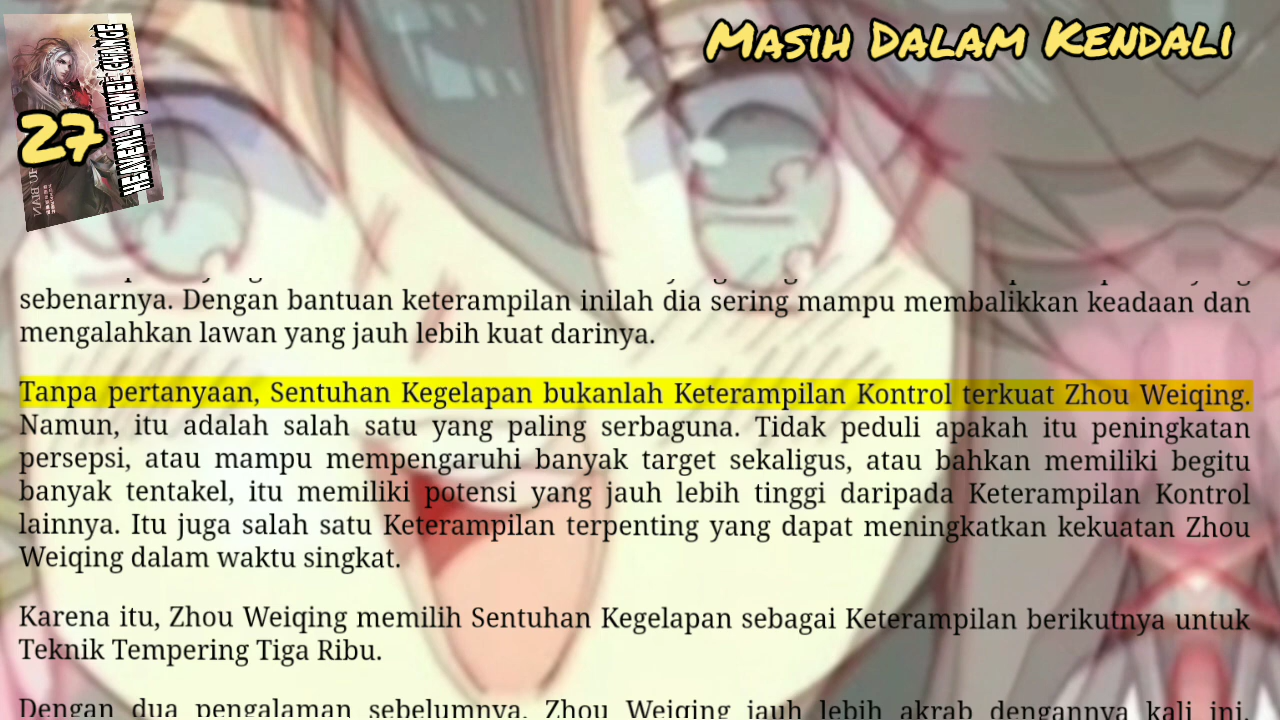 MASIH DALAM KENDALI
HEAVENLY JEWEL CHANGE
27
sebenarnya. Dengan bantuan keterampilan inilah dia sering mampu membalikkan keadaan dan
mengalahkan lawan yang jauh lebih kuat darinya.
Tanpa pertanyaan, Sentuhan Kegelapan bukanlah Keterampilan Kontrol terkuat Zhou Weiqing.
Namun, itu adalah salah satu yang paling serbaguna. Tidak peduli apakah itu peningkatan
persepsi, atau mampu mempengaruhi banyak target sekaligus, atau bahkan memiliki begitu
banyak tentakel, itu memiliki potensi yang jauh lebih tinggi daripada Keterampilan Kontrol
lainnya. Itu juga salah satu Keterampilan terpenting yang dapat meningkatkan kekuatan Zhou
Weiqing dalam waktu singkat.
Karena itu, Zhou Weiqing memilih Sentuhan Kegelapan sebagai Keterampilan berikutnya untuk
Teknik Tempering Tiga Ribu.
Dengan dua pengalaman sebelumnya, Zhou Weiqing jauh lebih akrab dengannya kali ini.